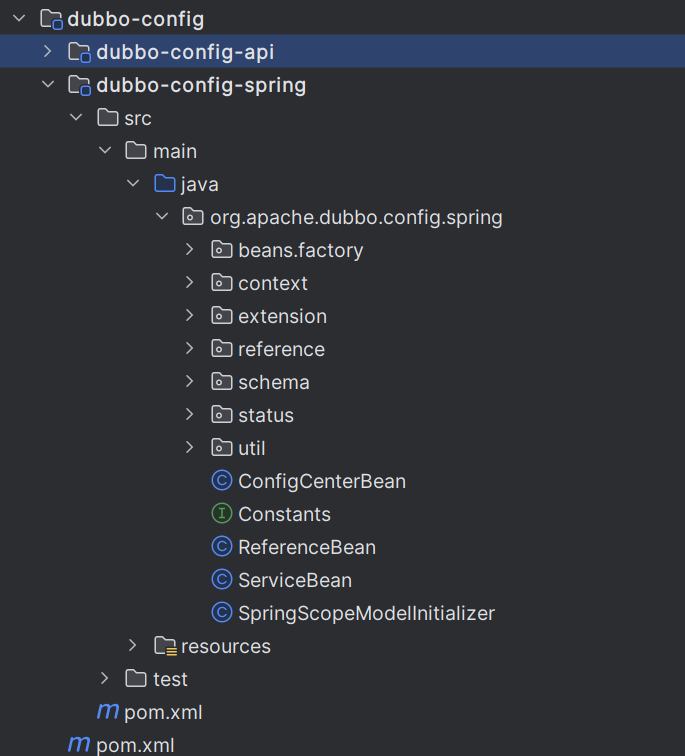 dubbo-config
dubbo-config-api
dubbo-config-spring
src
main
java
org.apache.dubbo.config.spring
beans.factory
context
extension
reference
schema
status
util
C ConfigCenterBean
I Constants
C ReferenceBean
C ServiceBean
C SpringScopeModelInitializer
resources
test
m pom.xml
m pom.xml